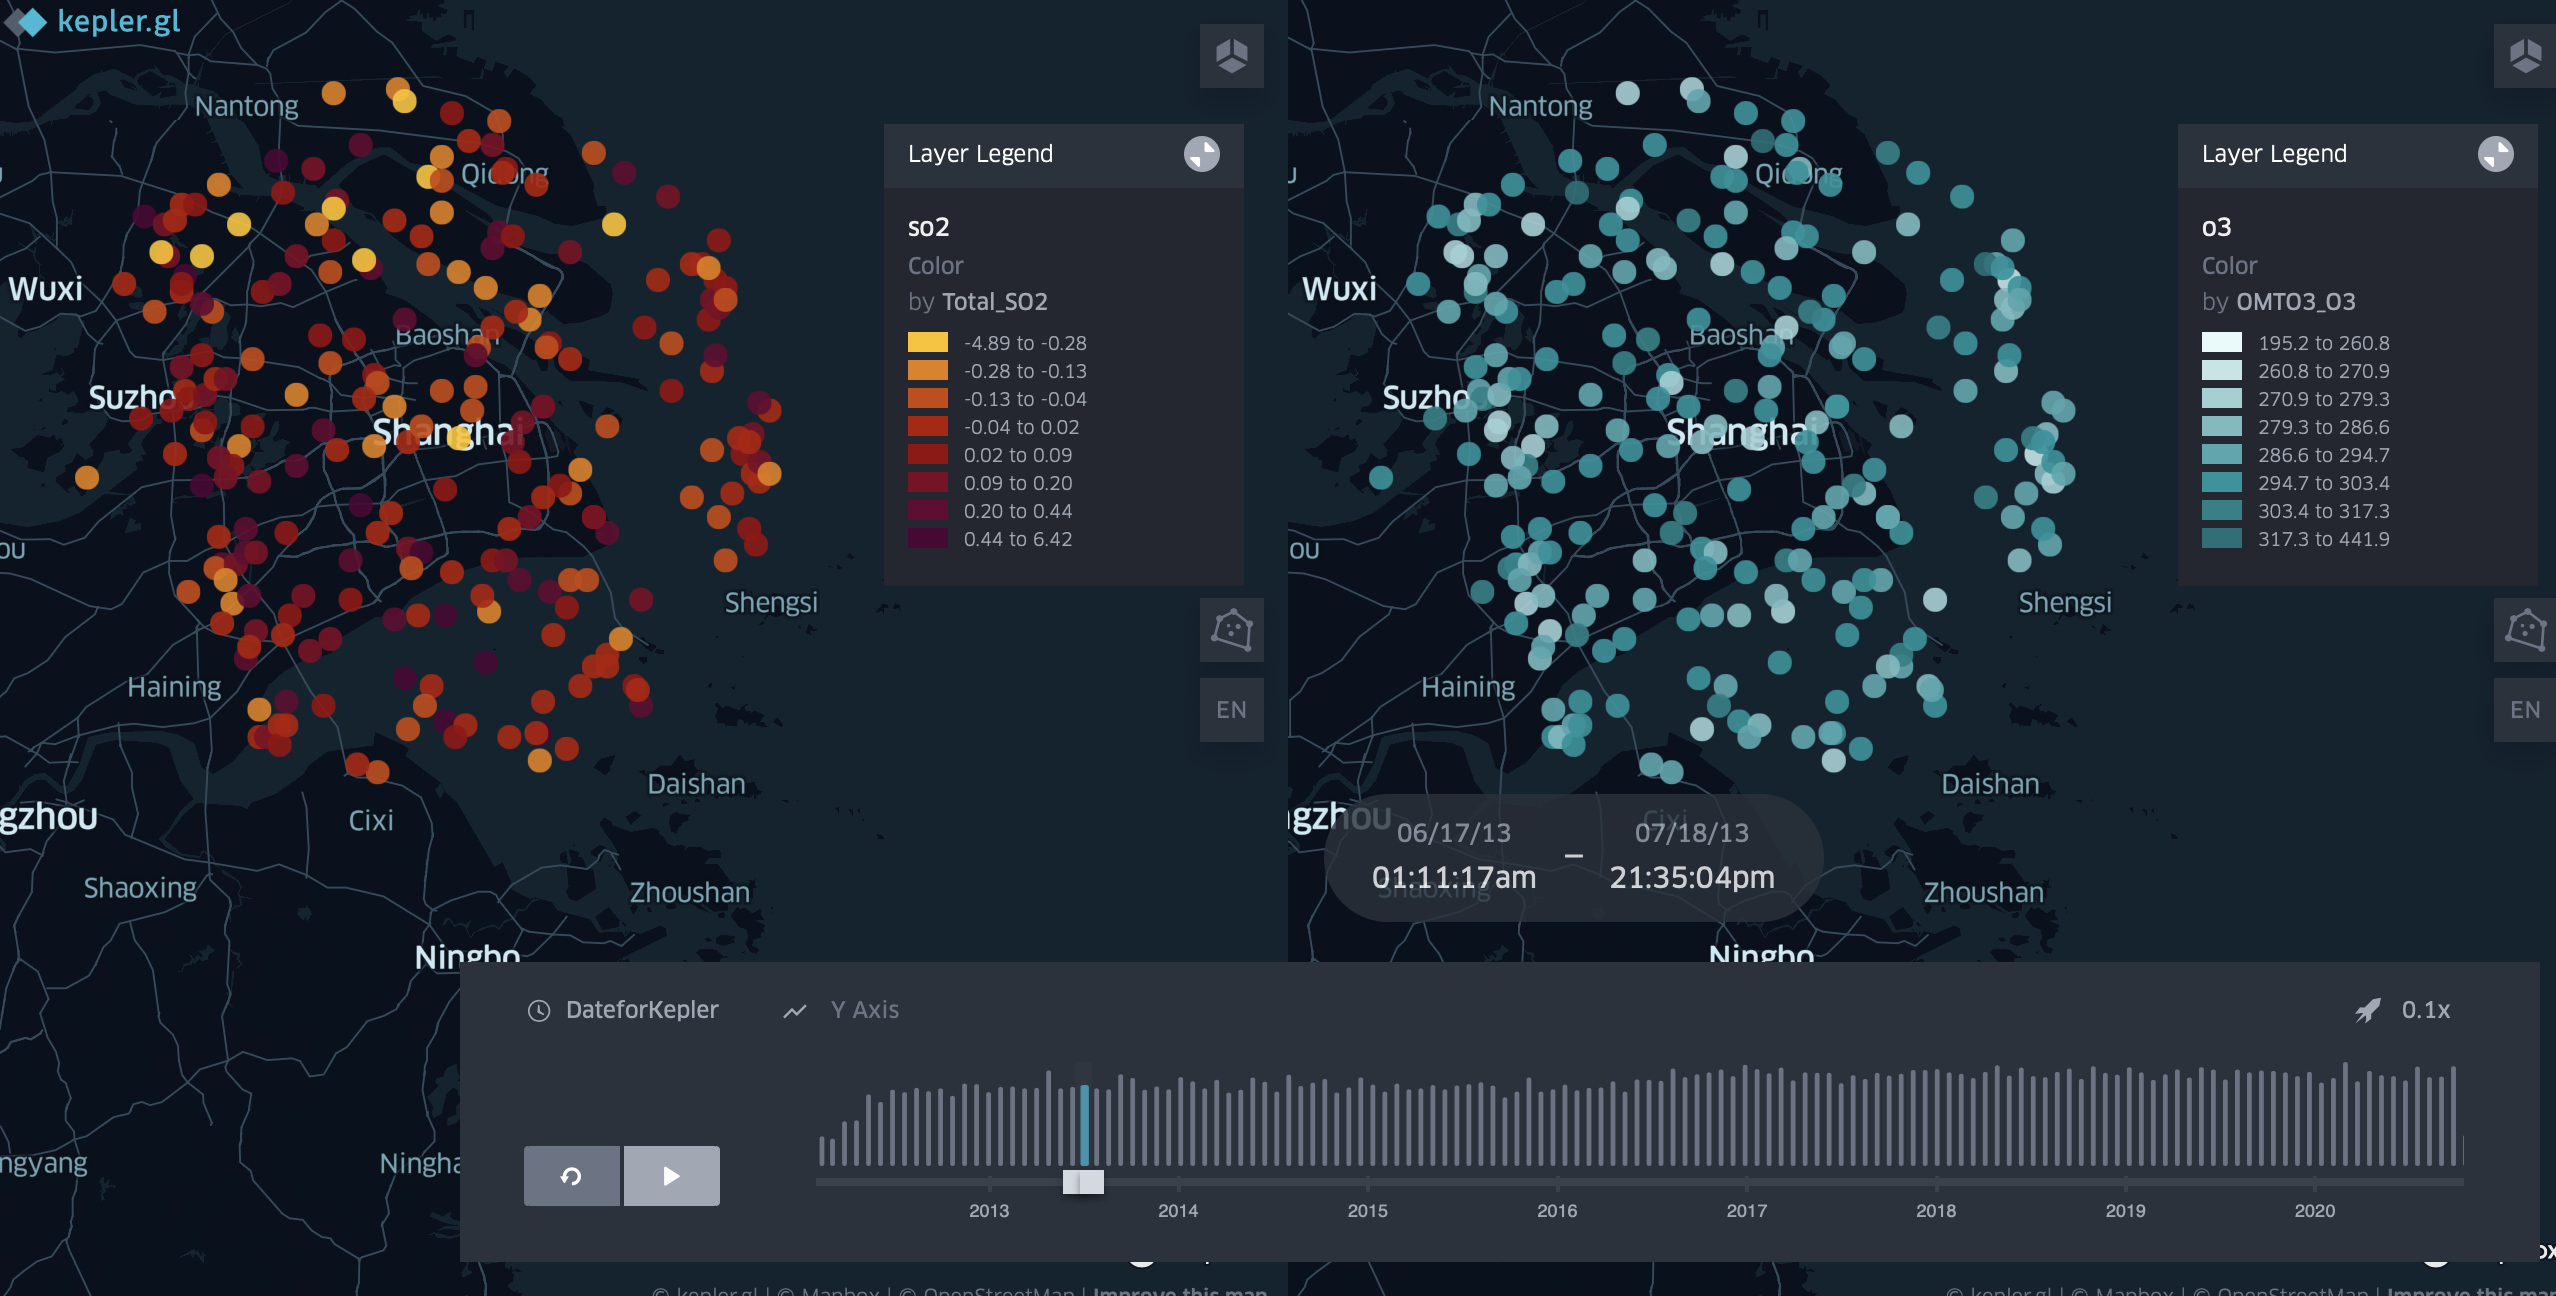 kepler.gl
Nantong
Qidong
Wuxi
Baoshan
Suzho
Shanghai
Shengsi
Haining
Daishan
gzhou
Cixi
Shaoxing
Zhoushan
Ningbo
ngyang
Layer Legend
so2
Color
by Total_SO2
-4.89 to -0.28
-0.28 to -0.13
-0.13 to -0.04
-0.04 to 0.02
0.02 to 0.09
0.09 to 0.20
0.20 to 0.44
0.44 to 6.42
EN
Nantong
Qidong
Wuxi
Baoshan
Suzho
Shanghai
Shengsi
Haining
Daishan
gzhou
Cixi
Shaoxing
Zhoushan
Ningbo
Layer Legend
o3
Color
by OMTO3_O3
195.2 to 260.8
260.8 to 270.9
270.9 to 279.3
279.3 to 286.6
286.6 to 294.7
294.7 to 303.4
303.4 to 317.3
317.3 to 441.9
EN
06/17/13 – 07/18/13
01:11:17am 21:35:04pm
DateforKepler Y Axis 0.1x
2013 2014 2015 2016 2017 2018 2019 2020
© kepler.gl | © Mapbox | © OpenStreetMap | Improve this map
© kepler.gl | © Mapbox | © OpenStreetMap | Improve this map